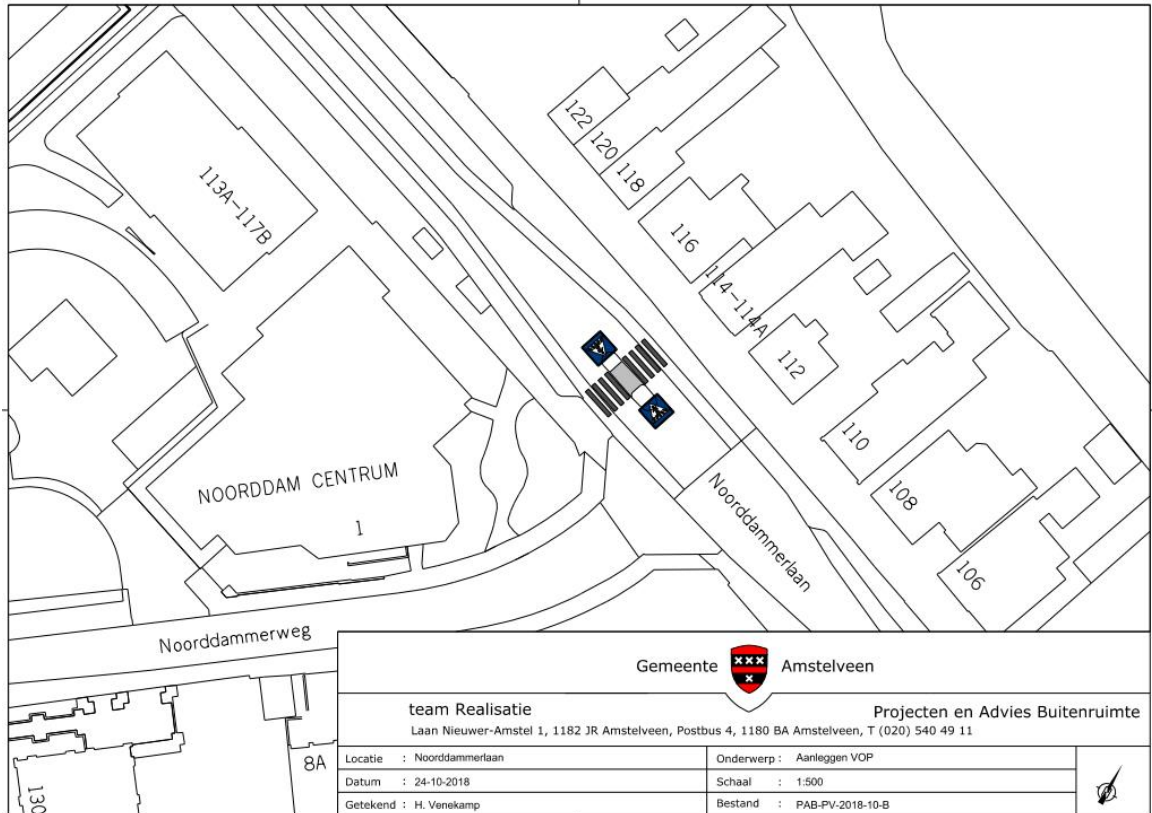 122
120
118
116
114-114A
112
110
108
106
113A-117B
NOORDDAM CENTRUM
1
Noorddammerlaan
Noorddammerweg
8A
130
Gemeente Amstelveen
team Realisatie
Projecten en Advies Buitenruimte
Laan Nieuwer-Amstel 1, 1182 JR Amstelveen, Postbus 4, 1180 BA Amstelveen, T (020) 540 49 11
Locatie : Noorddammerlaan
Onderwerp : Aanleggen VOP
Datum : 24-10-2018
Schaal : 1:500
Getekend : H. Venekamp
Bestand : PAB-PV-2018-10-B